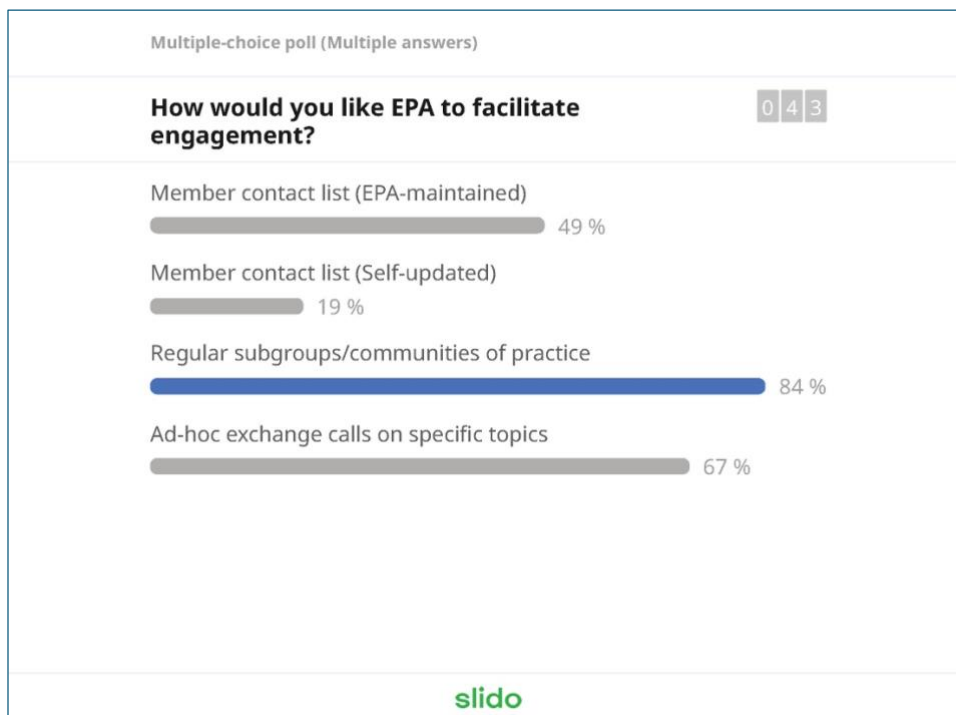 Multiple-choice poll (Multiple answers)
How would you like EPA to facilitate
engagement?
0 4 3
Member contact list (EPA-maintained)
49 %
Member contact list (Self-updated)
19 %
Regular subgroups/communities of practice
84 %
Ad-hoc exchange calls on specific topics
67 %
slido